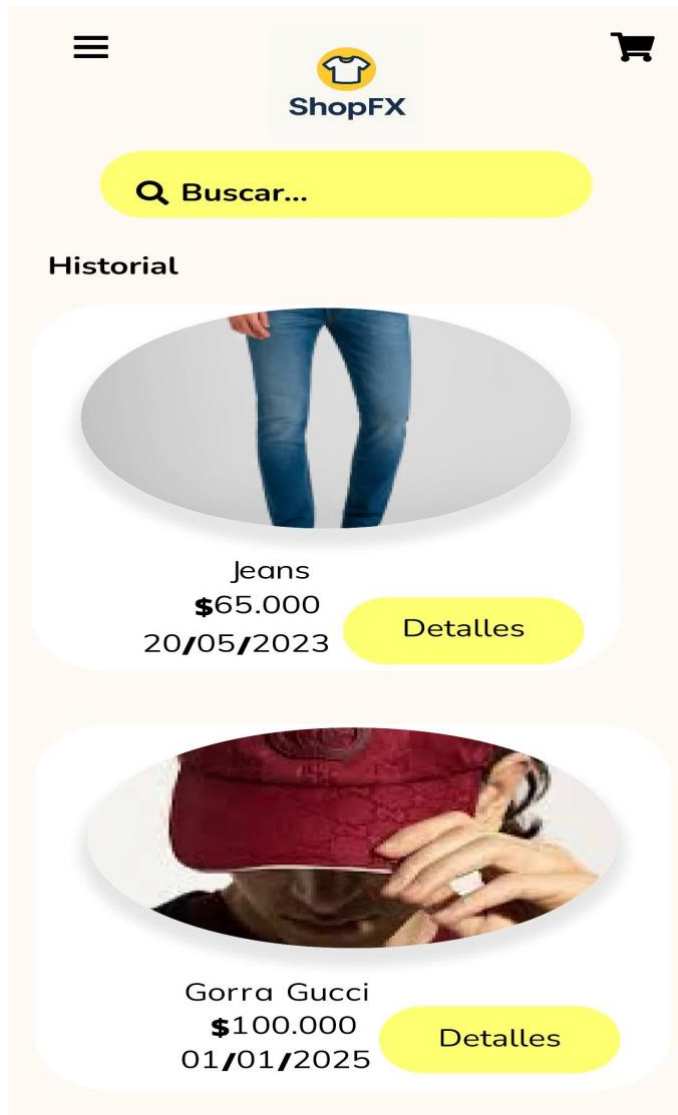 ShopFX
Buscar...
Historial
Jeans
$65.000
20/05/2023
Detalles
Gorra Gucci
$100.000
01/01/2025
Detalles